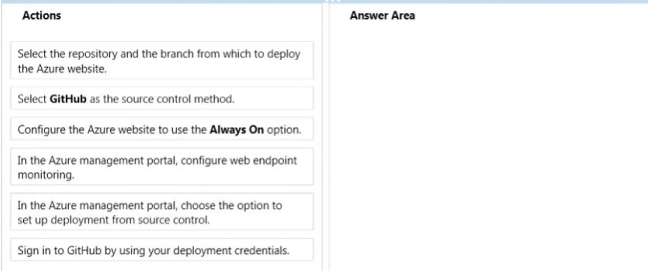 Actions
Answer Area
Select the repository and the branch from which to deploy
the Azure website.
Select GitHub as the source control method.
Configure the Azure website to use the Always On option.
In the Azure management portal, configure web endpoint
monitoring.
In the Azure management portal, choose the option to
set up deployment from source control.
Sign in to GitHub by using your deployment credentials.